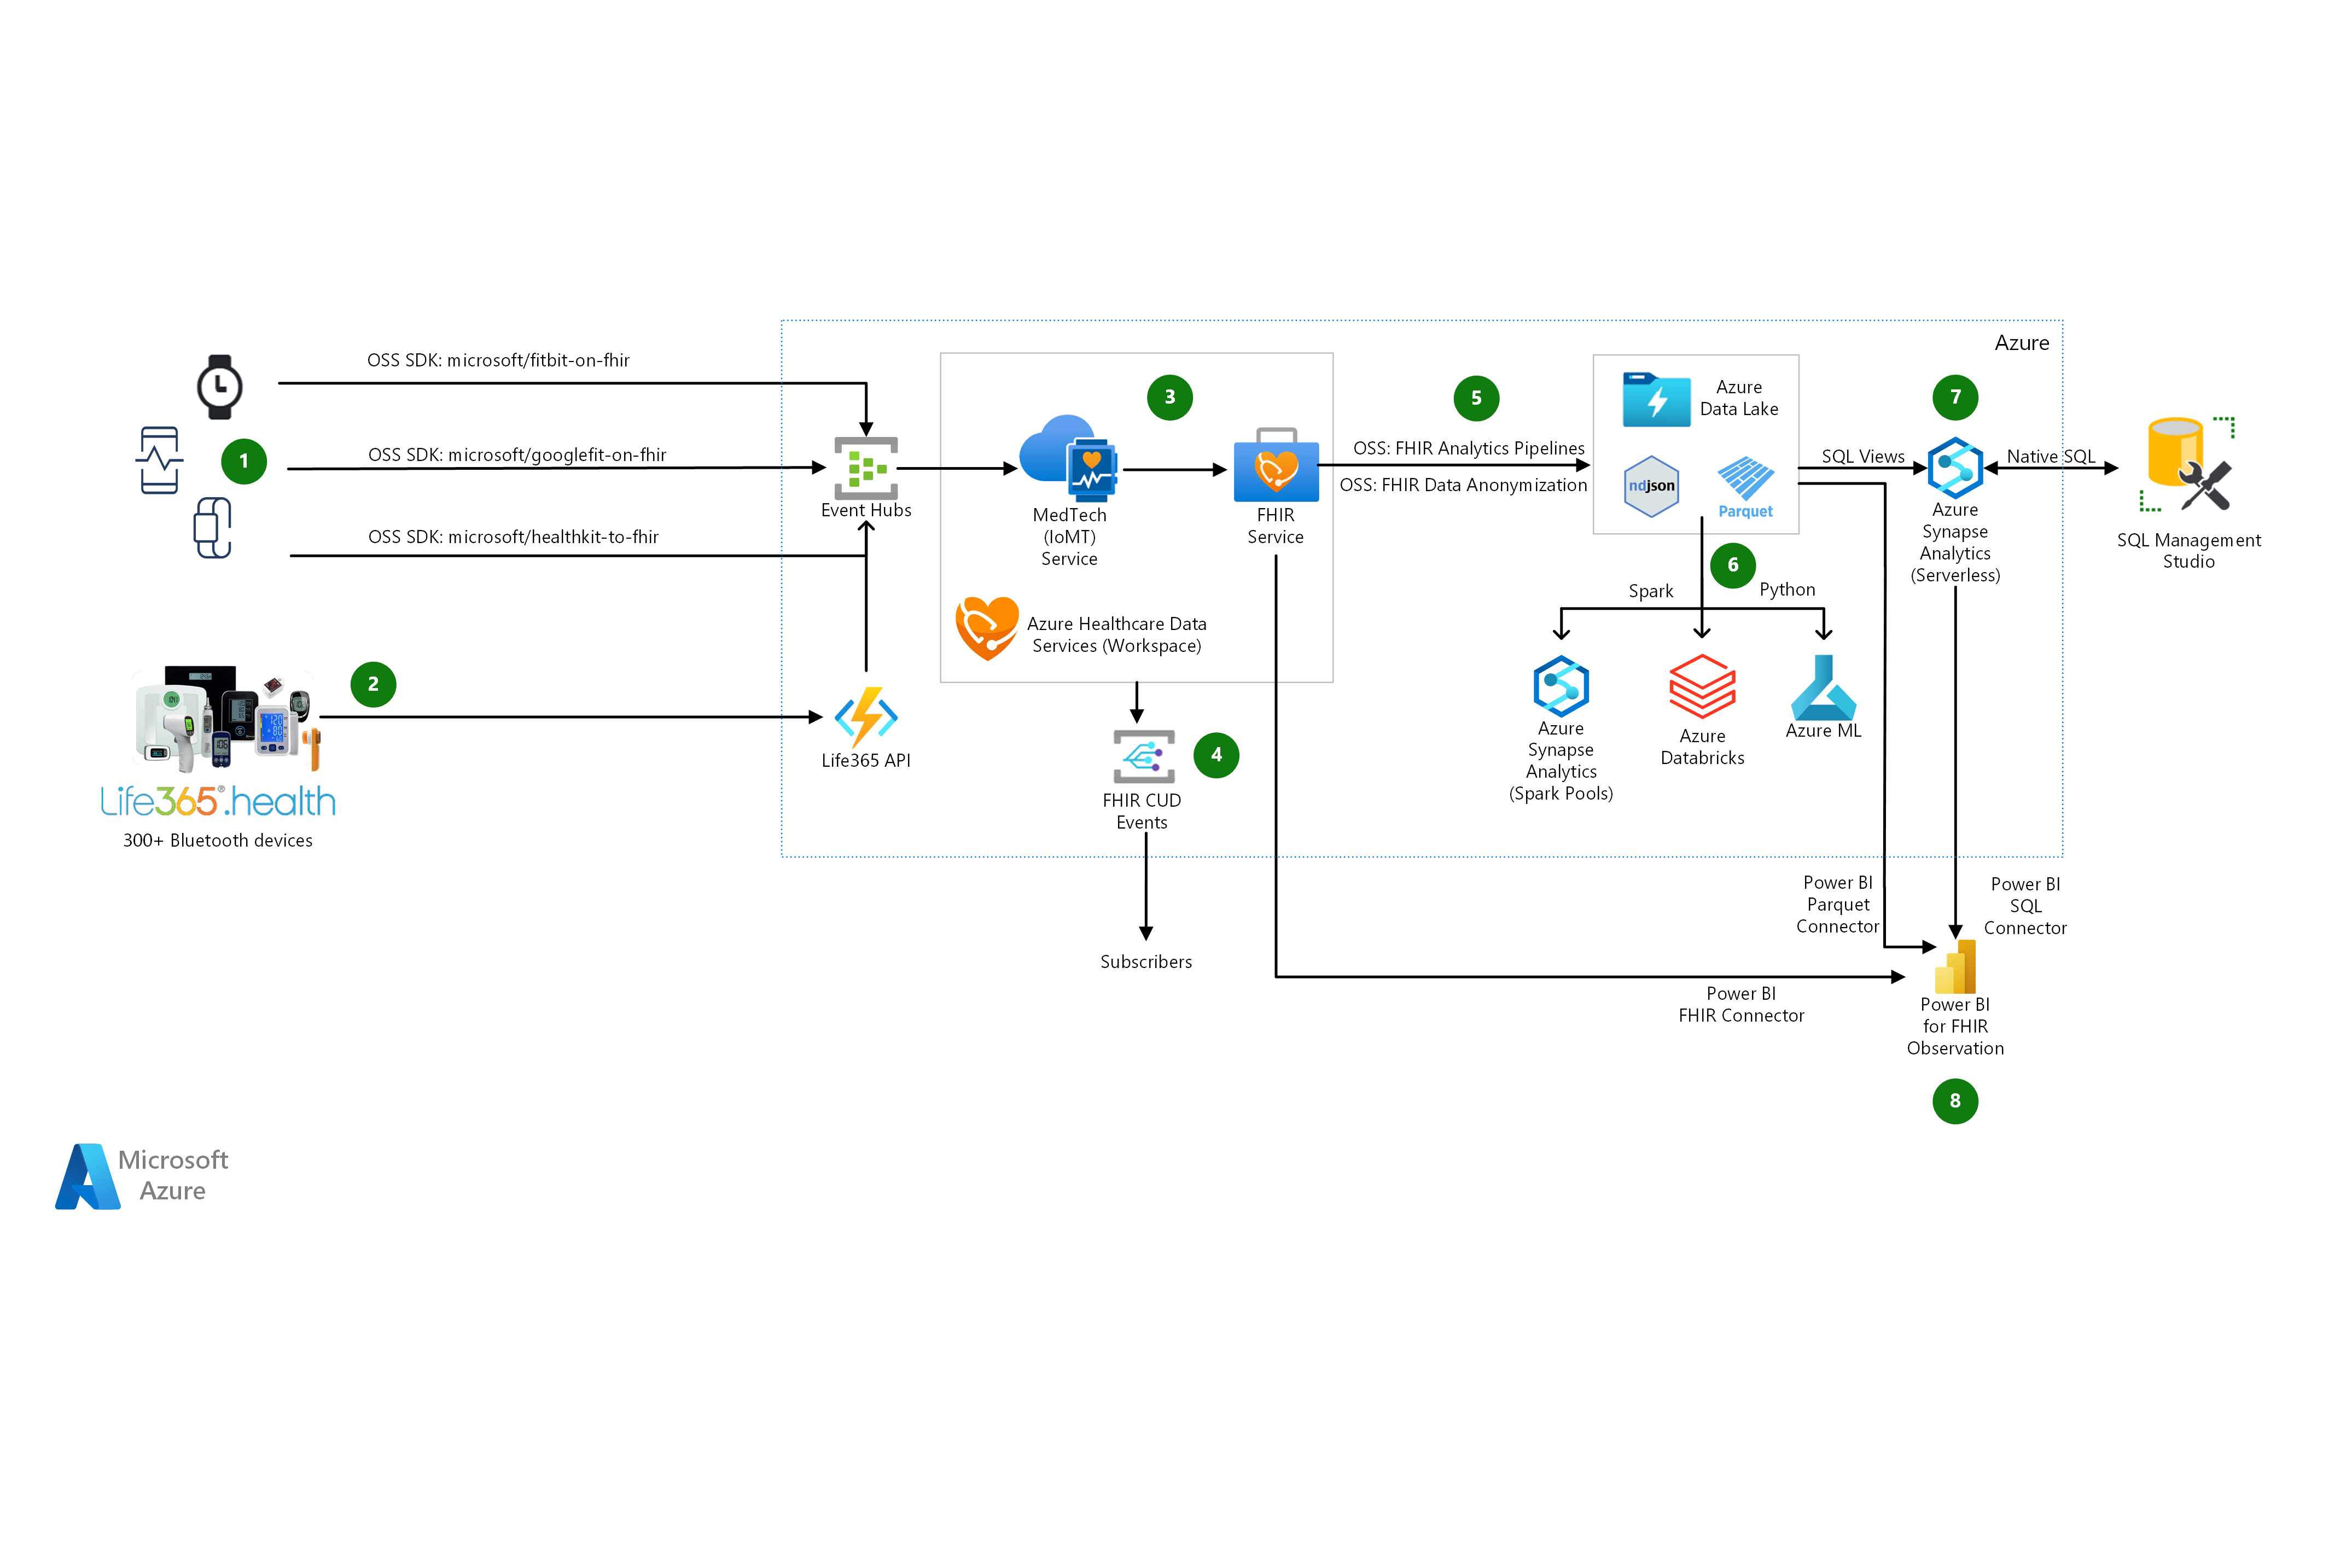 Azure
OSS SDK: microsoft/fitbit-on-fhir
1
OSS SDK: microsoft/googlefit-on-fhir
OSS SDK: microsoft/healthkit-to-fhir
Event Hubs
3
MedTech
(IoMT)
Service
FHIR
Service
Azure Healthcare Data
Services (Workspace)
5
OSS: FHIR Analytics Pipelines
OSS: FHIR Data Anonymization
Azure
Data Lake
ndjson
Parquet
7
SQL Views
Azure
Synapse
Analytics
(Serverless)
Native SQL
SQL Management
Studio
6
Spark
Python
Azure
Synapse
Analytics
(Spark Pools)
Azure
Databricks
Azure ML
2
Life365®.health
300+ Bluetooth devices
Life365 API
4
FHIR CUD
Events
Subscribers
Power BI
Parquet
Connector
Power BI
SQL
Connector
Power BI
FHIR Connector
Power BI
for FHIR
Observation
8
Microsoft
Azure